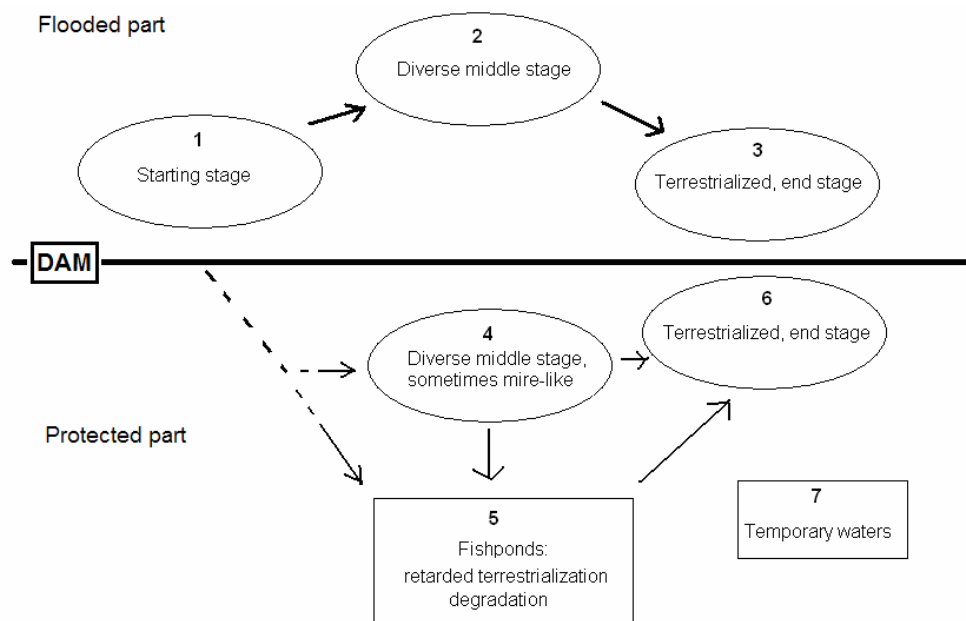 Flooded part
2
Diverse middle stage
1
Starting stage
3
Terrestrialized, end stage
DAM
6
Terrestrialized, end stage
4
Diverse middle stage,
sometimes mire-like
Protected part
5
Fishponds:
retarded terrestrialization
degradation
7
Temporary waters